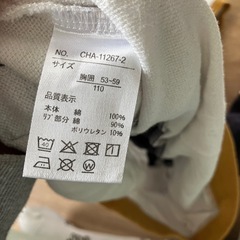 NO. CHA-11267-2
サイズ
胸囲 53~59
110
品質表示
本体 綿 100%
リブ部分 綿 90%
ポリウレタン 10%
40